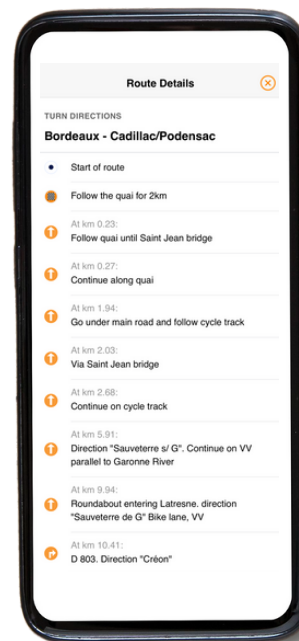 Route Details
TURN DIRECTIONS
Bordeaux - Cadillac/Podensac
Start of route
Follow the quai for 2km
At km 0.23:
Follow quai until Saint Jean bridge
At km 0.27:
Continue along quai
At km 1.94:
Go under main road and follow cycle track
At km 2.03:
Via Saint Jean bridge
At km 2.68:
Continue on cycle track
At km 5.91:
Direction "Sauveterre s/ G". Continue on VV
parallel to Garonne River
At km 9.94:
Roundabout entering Latresne. direction
"Sauveterre de G" Bike lane, VV
At km 10.41:
D 803. Direction "Créon"